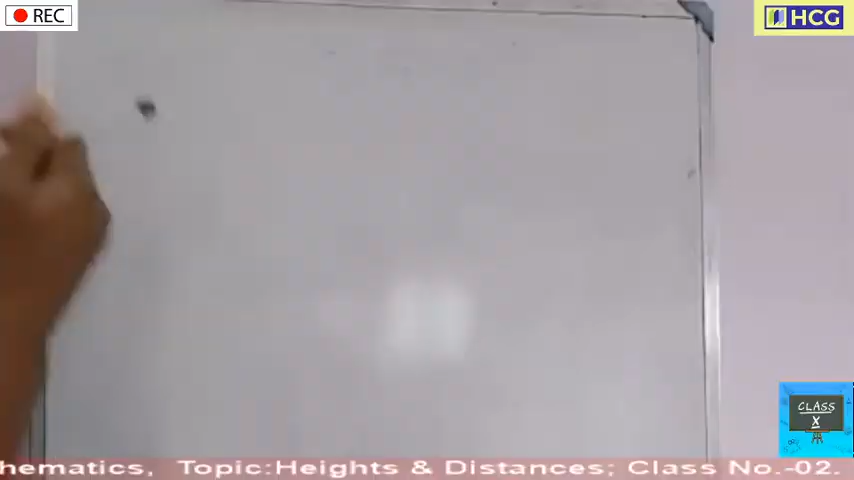 REC
HCG
CLASS
X
hematics, Topic:Heights & Distances; Class No.-02.